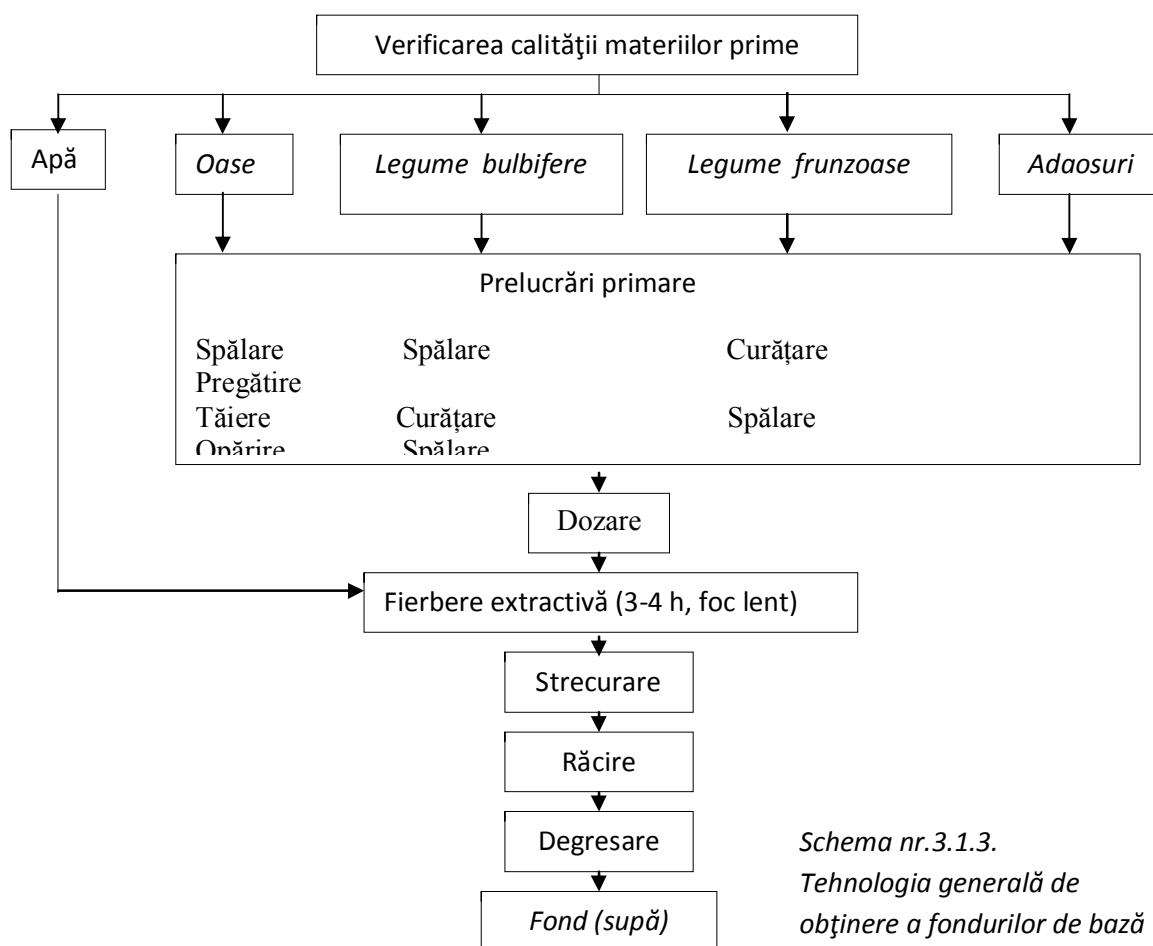 Verificarea calităţii materiilor prime
Apă
Oase
Legume bulbifere
Legume frunzoase
Adaosuri
Prelucrări primare
Spălare Spălare Curățare
Pregătire
Tăiere Curățare Spălare
Opărire Spălare
Dozare
Fierbere extractivă (3-4 h, foc lent)
Strecurare
Răcire
Degresare
Fond (supă)
Schema nr.3.1.3.
Tehnologia generală de
obţinere a fondurilor de bază